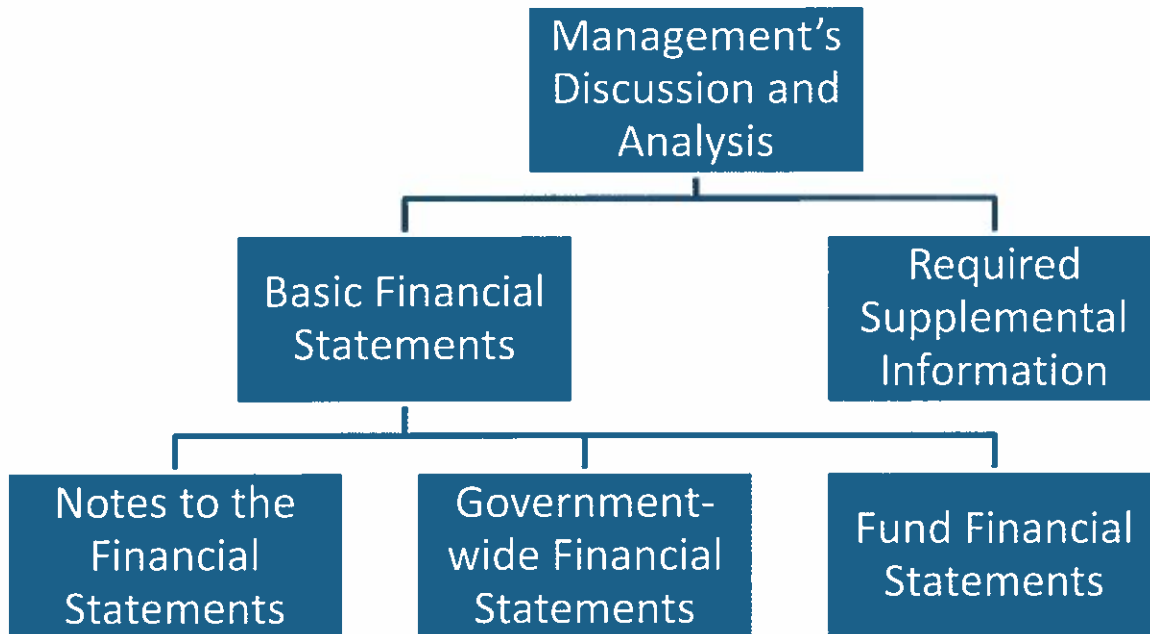 Management's
Discussion and
Analysis
Basic Financial
Statements
Required
Supplemental
Information
Notes to the
Financial
Statements
Government-
wide Financial
Statements
Fund Financial
Statements